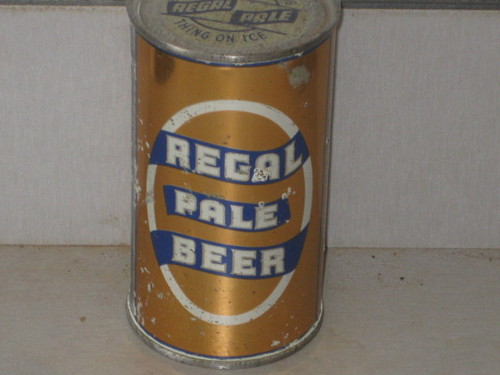 REGAL PALE
THING ON ICE
REGAL
PALE
BEER